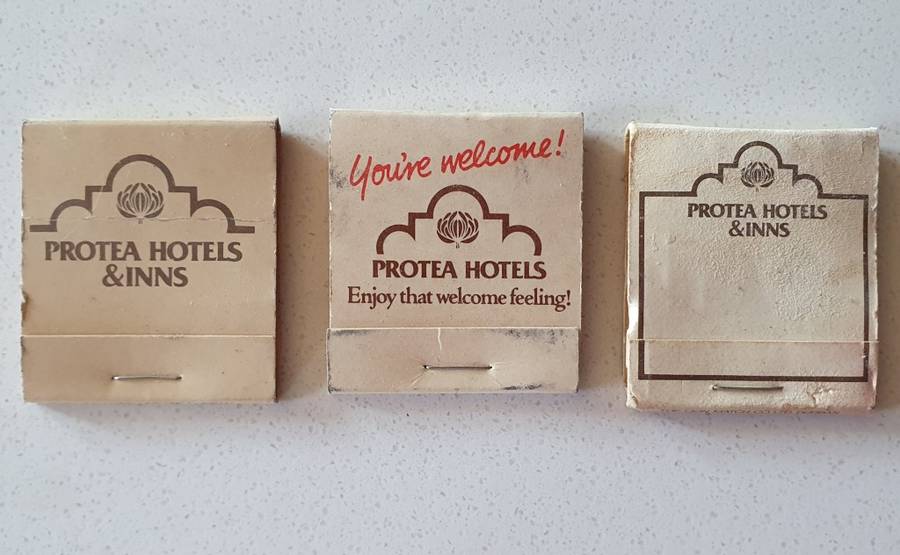 PROTEA HOTELS
&INNS
You're welcome!
PROTEA HOTELS
Enjoy that welcome feeling!
PROTEA HOTELS
&INNS